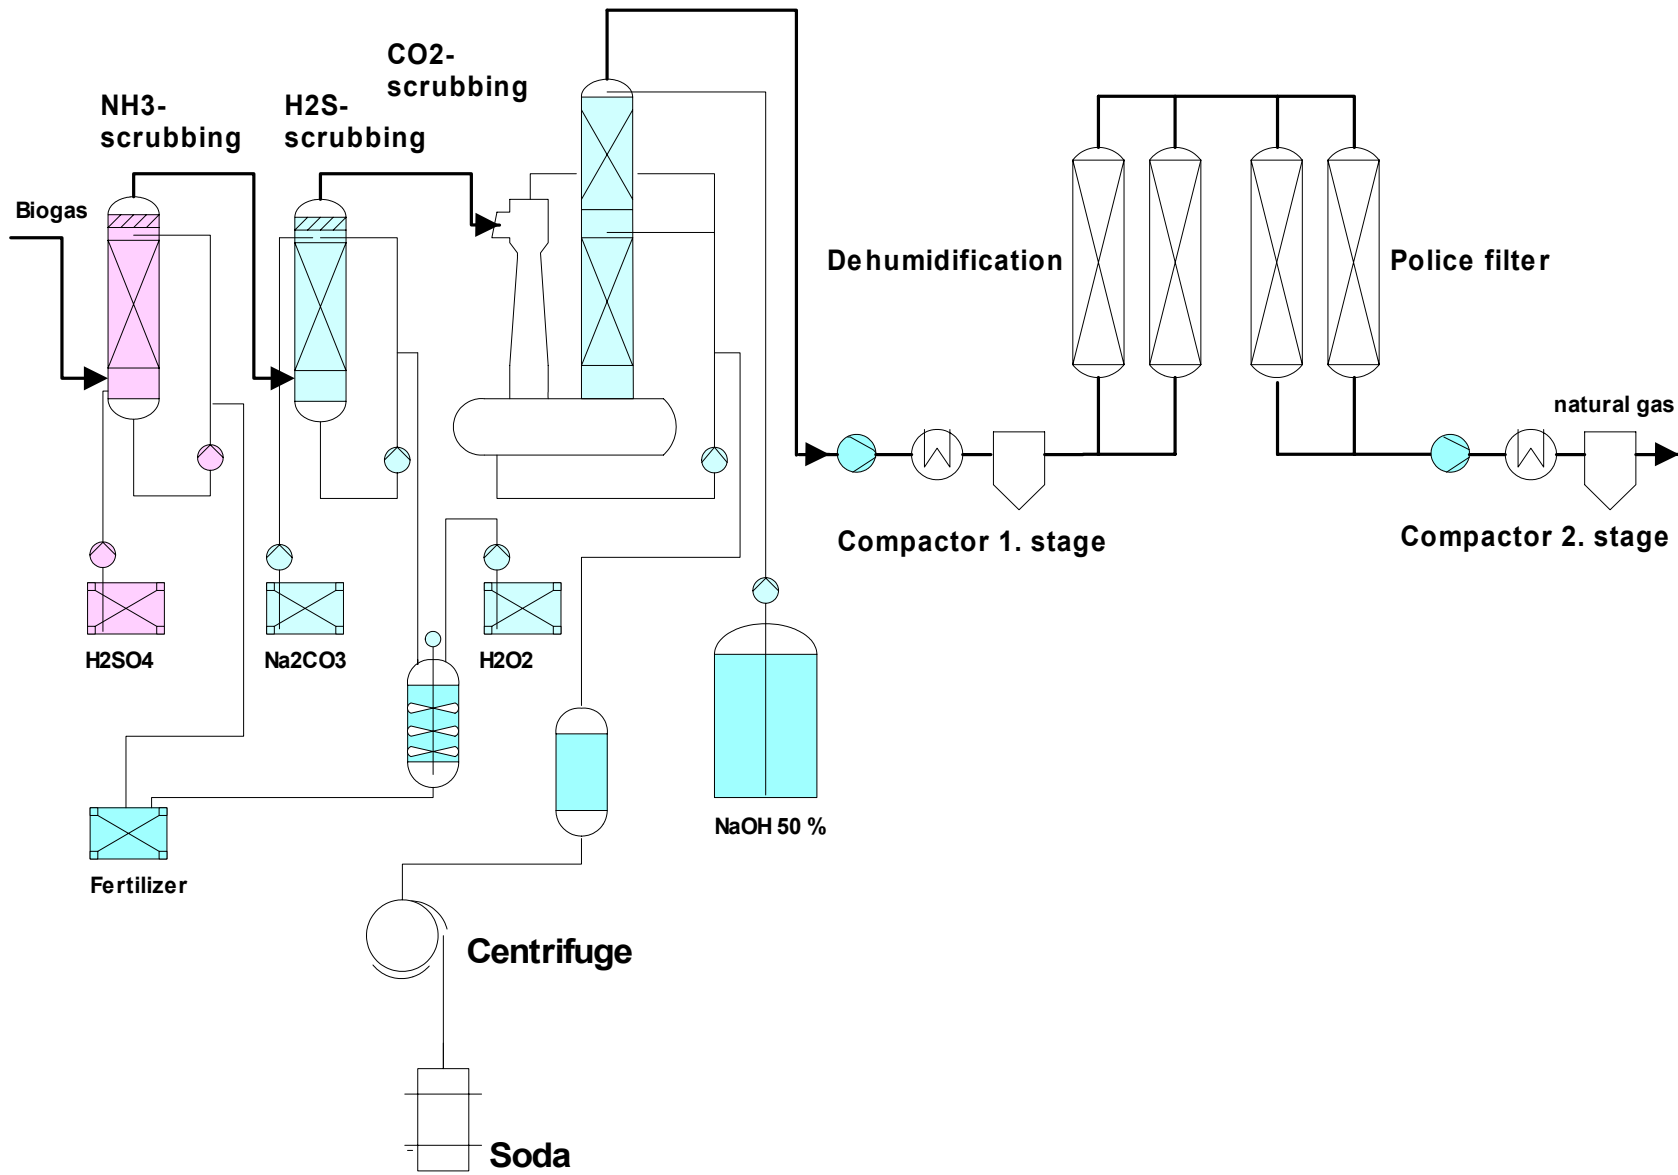 CO2-
scrubbing
NH3-
scrubbing
H2S-
scrubbing
Biogas
Dehumidification
Police filter
natural gas
Compactor 1. stage
Compactor 2. stage
H2SO4
Na2CO3
H2O2
NaOH 50 %
Fertilizer
Centrifuge
Soda